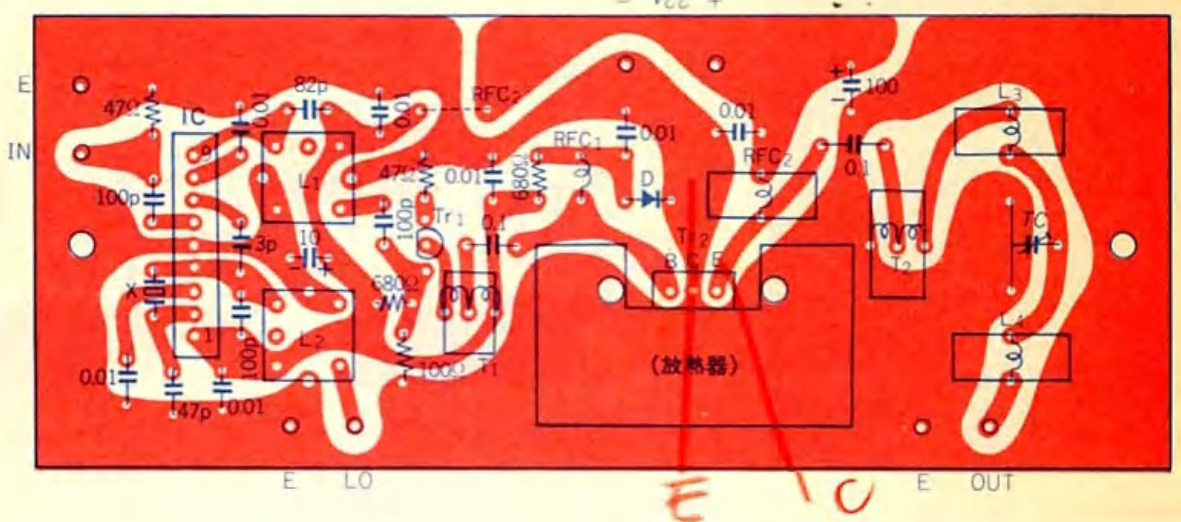 + Vcc -
E
82p
47Ω
IC
0.01
0.01
RFC2
100
L3
IN
9
0.01
0.01
RFC1
0.1
L1
47Ω
0.01
680Ω
RFC2
100p
D
100p
Tr1
3p
10
0.1
Tr2
TC
T2
- +
B C E
X
680Ω
1
L2
L4
100p
100Ω
T1
(放熱器)
0.01
47p
0.01
E LO
E OUT
E C